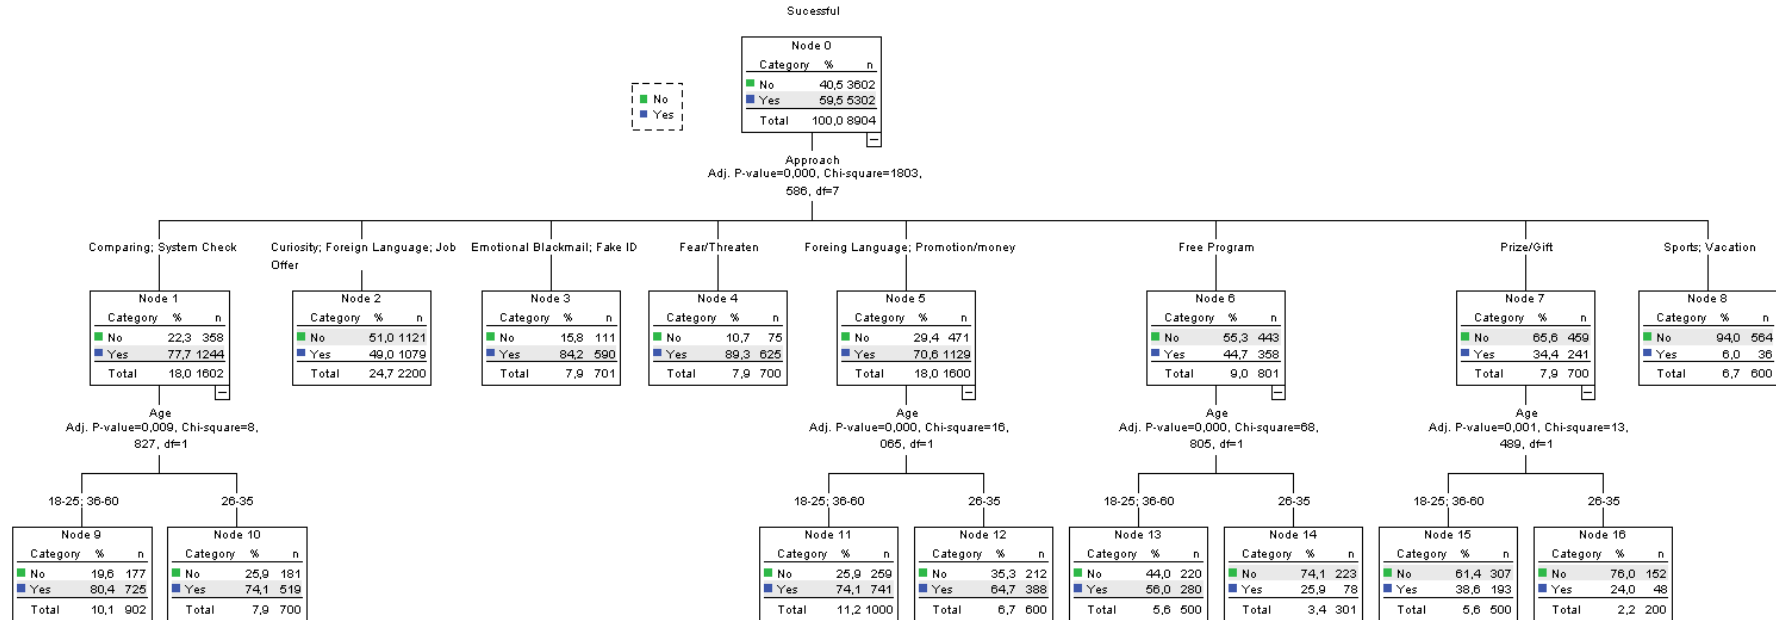 Sucessful
Node 0
Category % n
No 40,5 3602
Yes 59,5 5302
Total 100,0 8904
No
Yes
Approach
Adj. P-value=0,000, Chi-square=1803,
586, df=7
Comparing; System Check
Node 1
Category % n
No 22,3 358
Yes 77,7 1244
Total 18,0 1602
Curiosity; Foreign Language; Job
Offer
Node 2
Category % n
No 51,0 1121
Yes 49,0 1079
Total 24,7 2200
Emotional Blackmail; Fake ID
Node 3
Category % n
No 15,8 111
Yes 84,2 590
Total 7,9 701
Fear/Threaten
Node 4
Category % n
No 10,7 75
Yes 89,3 625
Total 7,9 700
Foreing Language; Promotion/money
Node 5
Category % n
No 29,4 471
Yes 70,6 1129
Total 18,0 1600
Free Program
Node 6
Category % n
No 55,3 443
Yes 44,7 358
Total 9,0 801
Prize/Gift
Node 7
Category % n
No 65,6 459
Yes 34,4 241
Total 7,9 700
Sports; Vacation
Node 8
Category % n
No 94,0 564
Yes 6,0 36
Total 6,7 600
Age
Adj. P-value=0,009, Chi-square=8,
827, df=1
18-25; 36-60
Node 9
Category % n
No 19,6 177
Yes 80,4 725
Total 10,1 902
26-35
Node 10
Category % n
No 25,9 181
Yes 74,1 519
Total 7,9 700
Age
Adj. P-value=0,000, Chi-square=16,
065, df=1
18-25; 36-60
Node 11
Category % n
No 25,9 259
Yes 74,1 741
Total 11,2 1000
26-35
Node 12
Category % n
No 35,3 212
Yes 64,7 388
Total 6,7 600
Age
Adj. P-value=0,000, Chi-square=68,
805, df=1
18-25; 36-60
Node 13
Category % n
No 44,0 220
Yes 56,0 280
Total 5,6 500
26-35
Node 14
Category % n
No 74,1 223
Yes 25,9 78
Total 3,4 301
Age
Adj. P-value=0,001, Chi-square=13,
489, df=1
18-25; 36-60
Node 15
Category % n
No 61,4 307
Yes 38,6 193
Total 5,6 500
26-35
Node 16
Category % n
No 76,0 152
Yes 24,0 48
Total 2,2 200